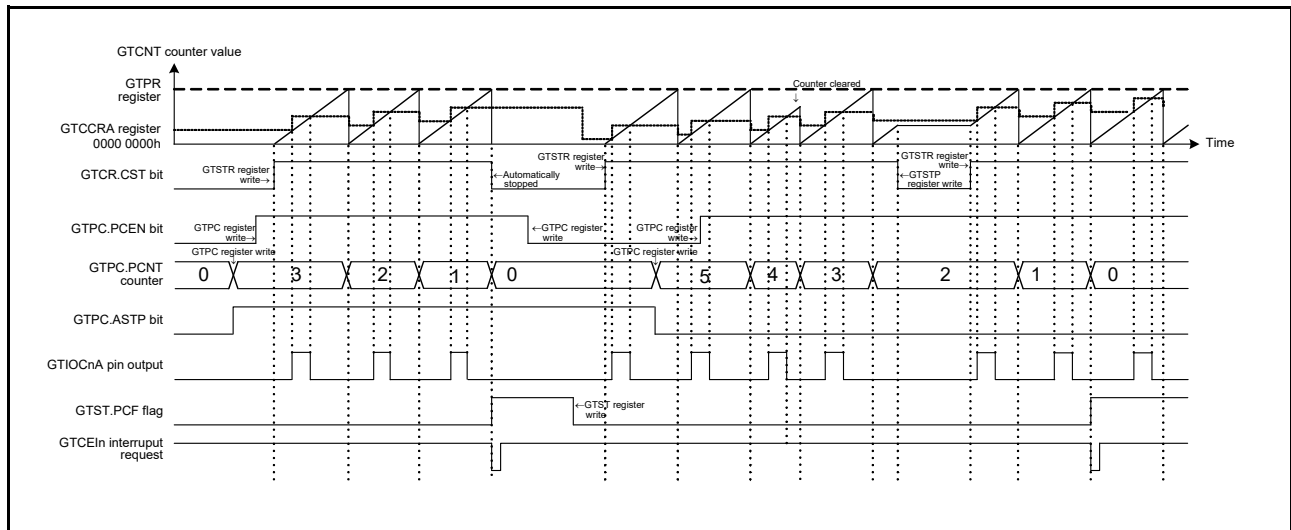 GTCNT counter value
GTPR
register
Counter cleared
↓
GTCCRA register
0000 0000h
Time
GTCR.CST bit
GTSTR register
write→
←Automatically
stopped
GTSTR register
write→
GTSTR register
write→
←GTSTP
register write
GTPC.PCEN bit
GTPC register
write→
←GTPC register
write
GTPC register
write→
GTPC.PCNT
counter
GTPC register write
↓
GTPC register write
↓
0 3 2 1 0 5 4 3 2 1 0
GTPC.ASTP bit
GTIOCnA pin output
GTST.PCF flag
←GTST register
write
GTCEIn interruput
request